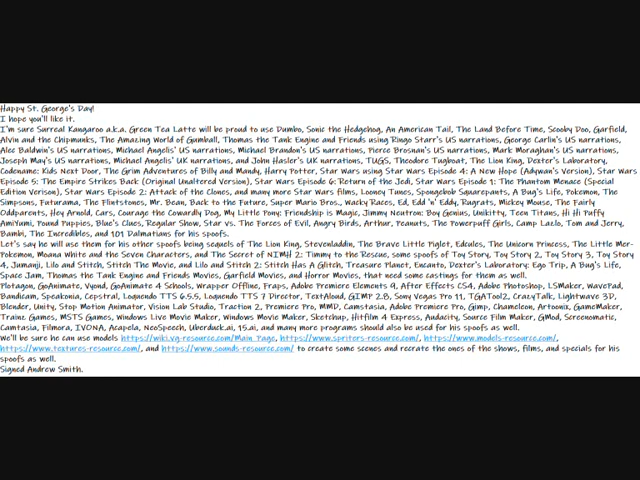 Happy St. George's Day!
I hope you'll like it.
I'm sure Surreal Kangaroo a.k.a. Green Tea Latte will be proud to use Dumbo, Sonic the Hedgehog, An American Tail, The Land Before Time, Scooby Doo, Garfield,
Alvin and the Chipmunks, The Amazing World of Gumball, Thomas the Tank Engine and Friends using Ringo Starr's US narrations, George Carlin's US narrations,
Alec Baldwin's US narrations, Michael Angelis' US narrations, Michael Brandon's US narrations, Pierce Brosnan's US narrations, Mark Moraghan's US narrations,
Joseph May's US narrations, Michael Angelis' UK narrations, and John Hasler's UK narrations, TUGS, Theodore Tugboat, The Lion King, Dexter's Laboratory,
Codename: Kids Next Door, The Grim Adventures of Billy and Mandy, Harry Potter, Star Wars using Star Wars Episode 4: A New Hope (Adywan's Version), Star Wars
Episode 5: The Empire Strikes Back (Original Unaltered Version), Star Wars Episode 6: Return of the Jedi, Star Wars Episode 1: The Phantom Menace (Special
Edition Verison), Star Wars Episode 2: Attack of the Clones, and many more Star Wars films, Looney Tunes, Spongebob Squarepants, A Bug's Life, Pokemon, The
Simpsons, Futurama, The Flintstones, Mr. Bean, Back to the Future, Super Mario Bros., Wacky Races, Ed, Edd 'n' Eddy, Rugrats, Mickey Mouse, The Fairly
Oddparents, Hey Arnold, Cars, Courage the Cowardly Dog, My Little Pony: Friendship is Magic, Jimmy Neutron: Boy Genius, Unikitty, Teen Titans, Hi Hi Puffy
AmiYumi, Pound Puppies, Blue's Clues, Regular Show, Star vs. The Forces of Evil, Angry Birds, Arthur, Peanuts, The Powerpuff Girls, Camp Lazlo, Tom and Jerry,
Bambi, The Incredibles, and 101 Dalmatians for his spoofs.
Let's say he will use them for his other spoofs being sequels of The Lion King, Stevenladdin, The Brave Little Piglet, Edcules, The Unicorn Princess, The Little Mer-
Pokemon, Moana White and the Seven Characters, and The Secret of NIMH 2: Timmy to the Rescue, some spoofs of Toy Story, Toy Story 2, Toy Story 3, Toy Story
4, Jumanji, Lilo and Stitch, Stitch The Movie, and Lilo and Stitch 2: Stitch Has A Glitch, Treasure Planet, Encanto, Dexter's Laboratory: Ego Trip, A Bug's Life,
Space Jam, Thomas the Tank Engine and Friends Movies, Garfield Movies, and Horror Movies, that need some castings for them as well.
Plotagon, GoAnimate, Vyond, GoAnimate 4 Schools, Wrapper Offline, Fraps, Adobe Premiere Elements 9, After Effects CS4, Adobe Photoshop, LSMaker, WavePad,
Bandicam, Speakonia, Cepstral, Loquendo TTS 6.5.5, Loquendo TTS 7 Director, TextAloud, GIMP 2.8, Sony Vegas Pro 11, TGATool2, CrazyTalk, Lightwave 3D,
Blender, Unity, Stop Motion Animator, Vision Lab Studio, Traction 2, Premiere Pro, MMD, Camtasia, Adobe Premiere Pro, Gimp, Chameleon, Artoonix, GameMaker,
Trainz Games, MSTS Games, Windows Live Movie Maker, Windows Movie Maker, Sketchup, Hitfilm 4 Express, Audacity, Source Film Maker, GMod, Screenomatic,
Camtasia, Filmora, IVONA, Acapela, NeoSpeech, Uberduck.ai, 15.ai, and many more programs should also be used for his spoofs as well.
We'll be sure he can use models https://wiki.vg-resource.com/Main_Page, https://www.spriters-resource.com/, https://www.models-resource.com/,
https://www.textures-resource.com/, and https://www.sounds-resource.com/ to create some scenes and recrate the ones of the shows, films, and specials for his
spoofs as well.
Signed Andrew Smith.